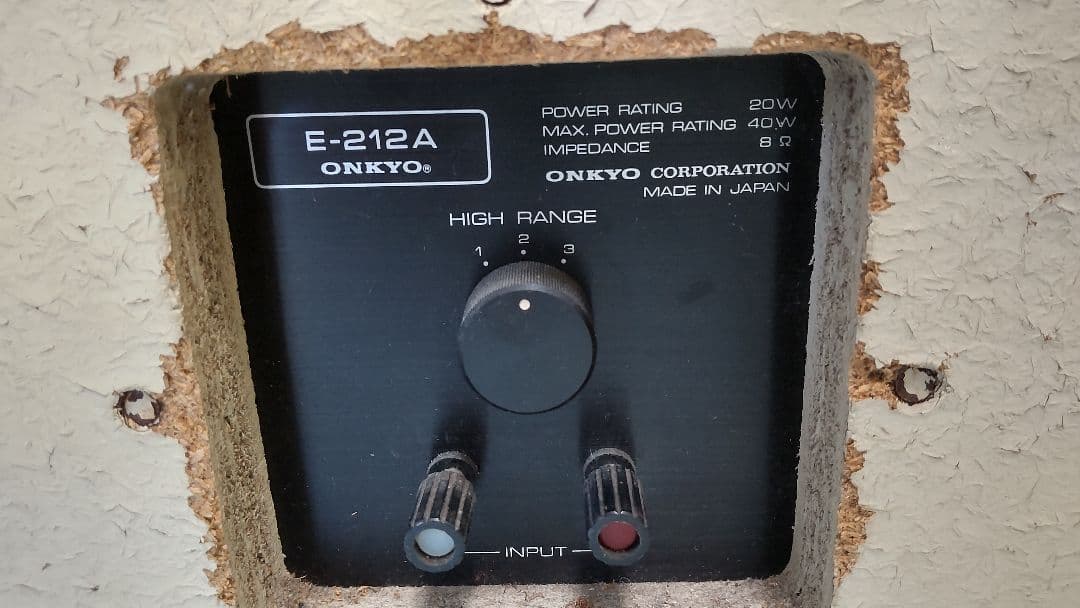 E-212A
ONKYO®
POWER RATING 20W
MAX. POWER RATING 40W
IMPEDANCE 8 Ω
ONKYO CORPORATION
MADE IN JAPAN
HIGH RANGE
1 2 3
INPUT